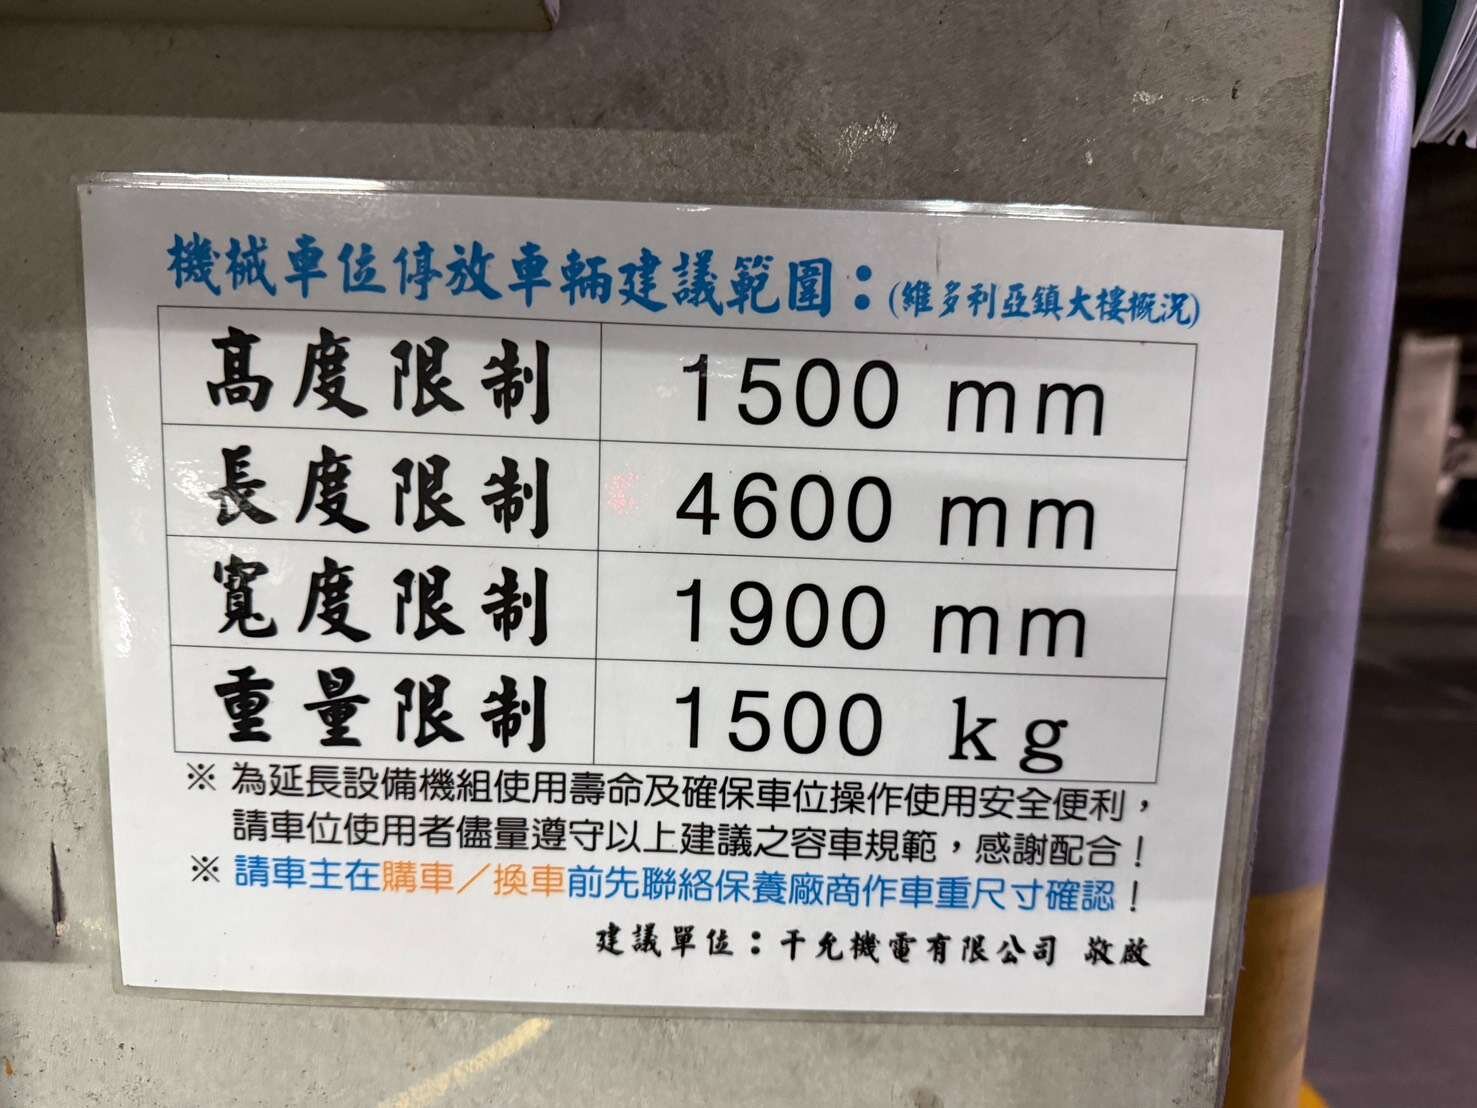 機械車位停放車輛建議範圍：(維多利亞鎮大樓概況)
高度限制 1500 mm
長度限制 4600 mm
寬度限制 1900 mm
重量限制 1500 kg
※ 為延長設備機組使用壽命及確保車位操作使用安全便利，
請車位使用者儘量遵守以上建議之容車規範，感謝配合！
※ 請車主在購車／換車前先聯絡保養廠商作車重尺寸確認！
建議單位：千允機電有限公司 敬啟